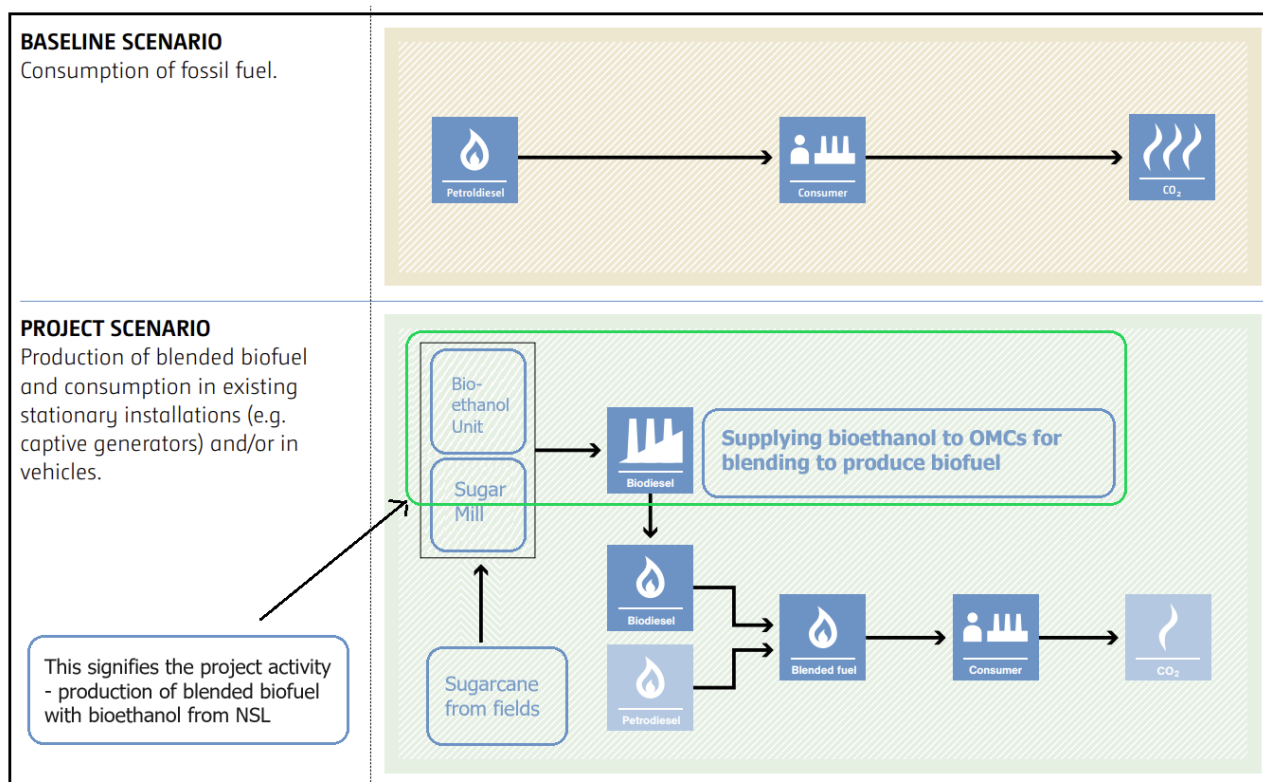 BASELINE SCENARIO
Consumption of fossil fuel.
Petroldiesel
Consumer
CO₂
PROJECT SCENARIO
Production of blended biofuel
and consumption in existing
stationary installations (e.g.
captive generators) and/or in
vehicles.
Bio-
ethanol
Unit
Sugar
Mill
Biodiesel
Supplying bioethanol to OMCs for
blending to produce biofuel
Biodiesel
Petrodiesel
Blended fuel
Consumer
CO₂
Sugarcane
from fields
This signifies the project activity
- production of blended biofuel
with bioethanol from NSL